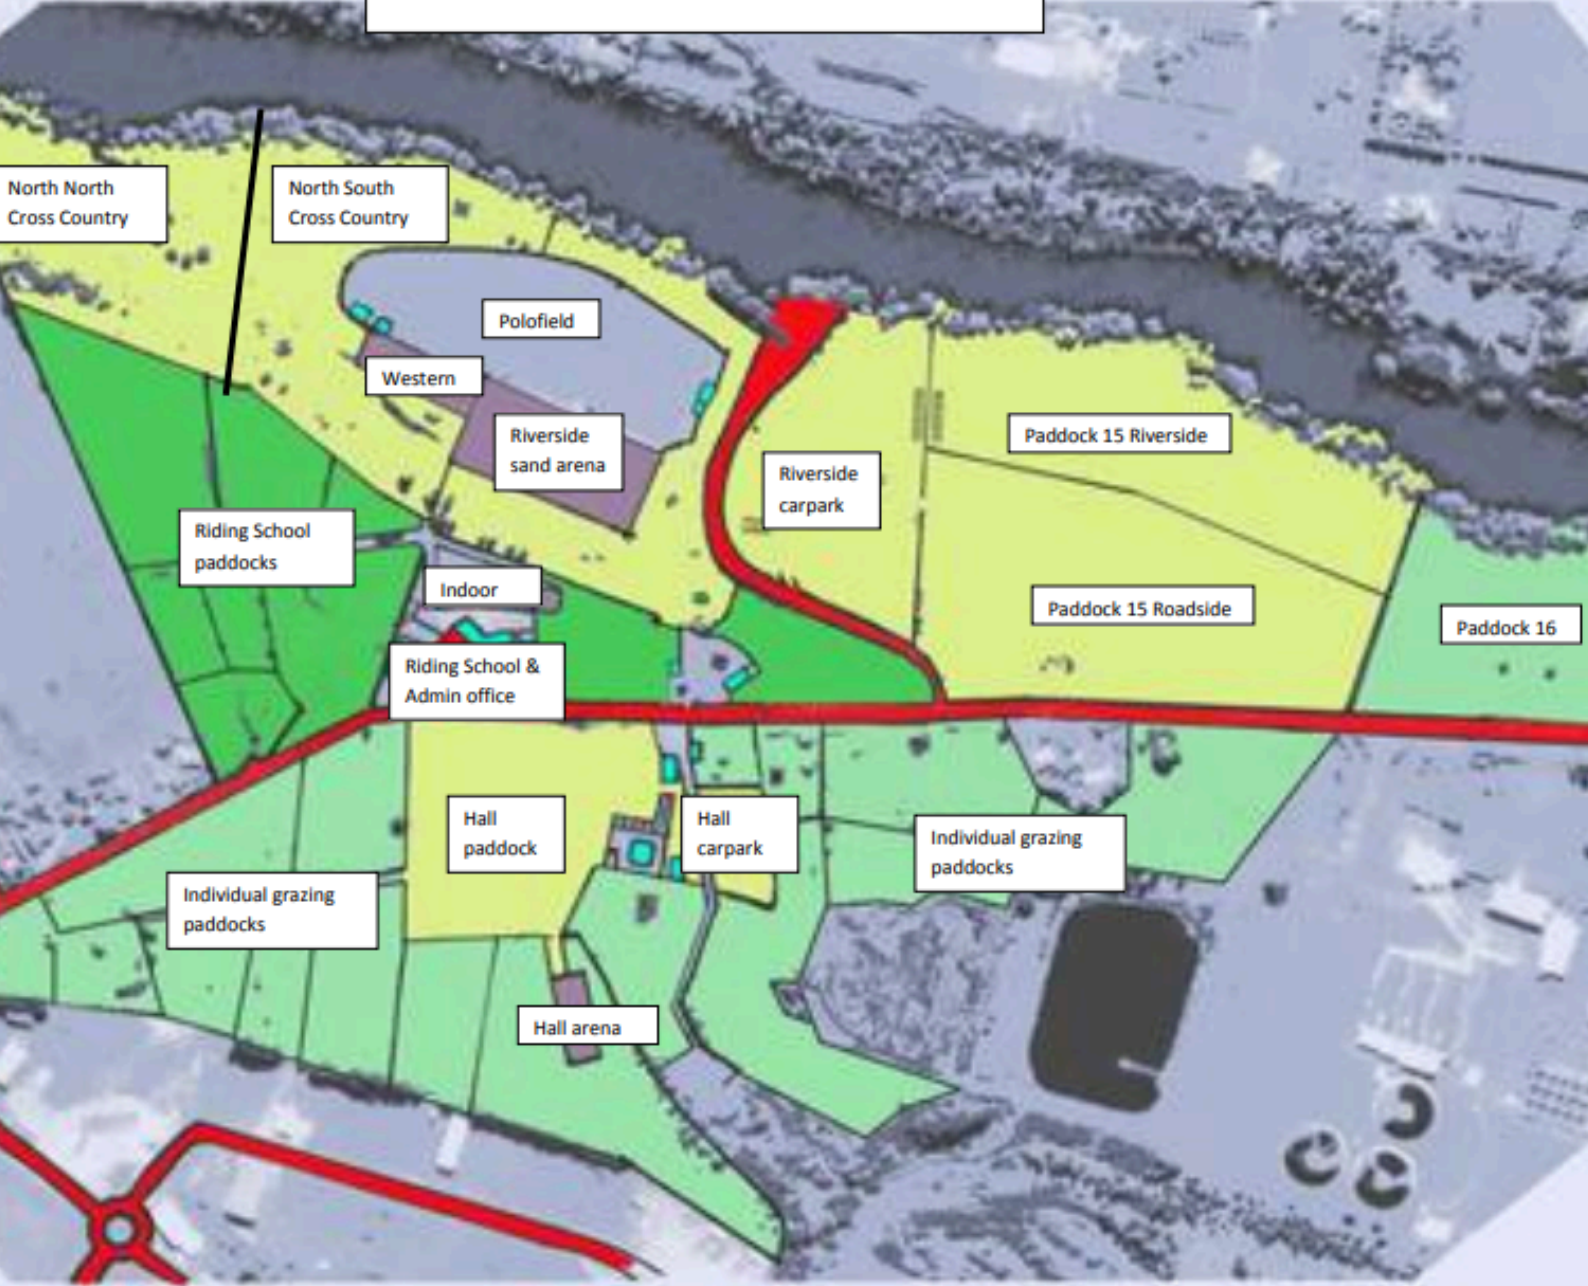 North North
Cross Country
North South
Cross Country
Polofield
Western
Riverside
sand arena
Paddock 15 Riverside
Riverside
carpark
Riding School
paddocks
Indoor
Paddock 15 Roadside
Paddock 16
Riding School &
Admin office
Hall
paddock
Hall
carpark
Individual grazing
paddocks
Individual grazing
paddocks
Hall arena